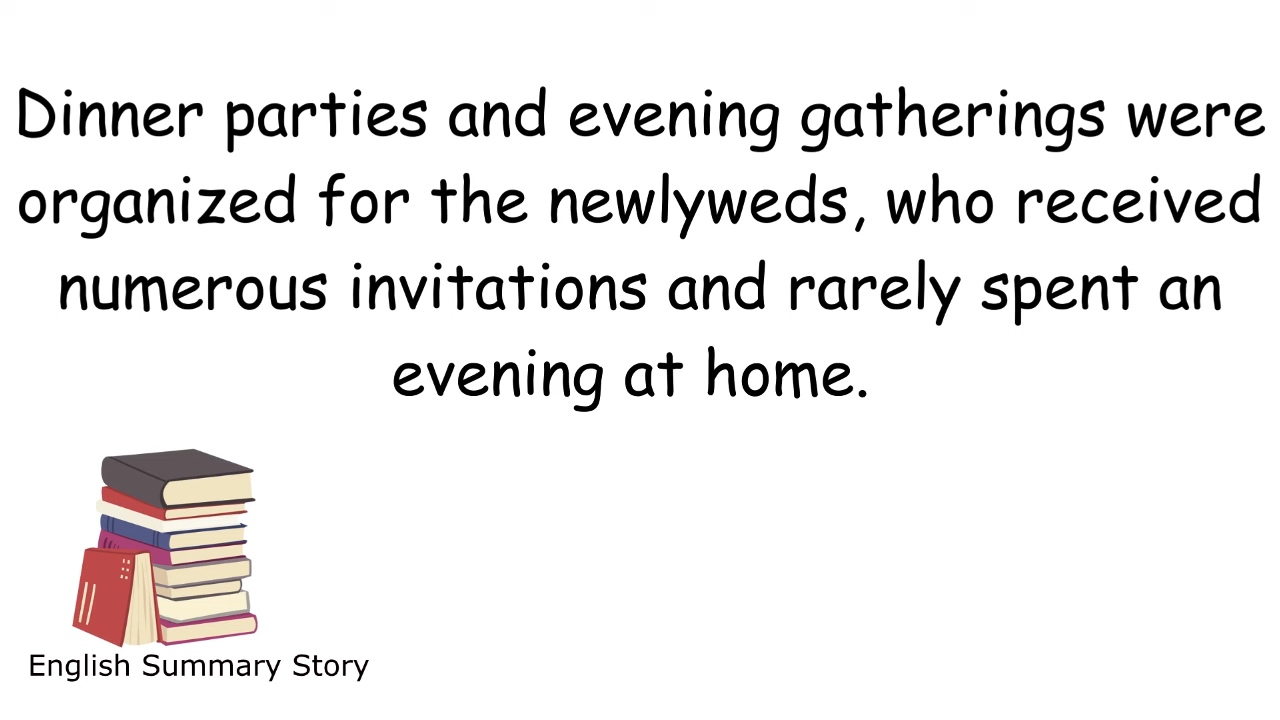 Dinner parties and evening gatherings were
organized for the newlyweds, who received
numerous invitations and rarely spent an
evening at home.
English Summary Story